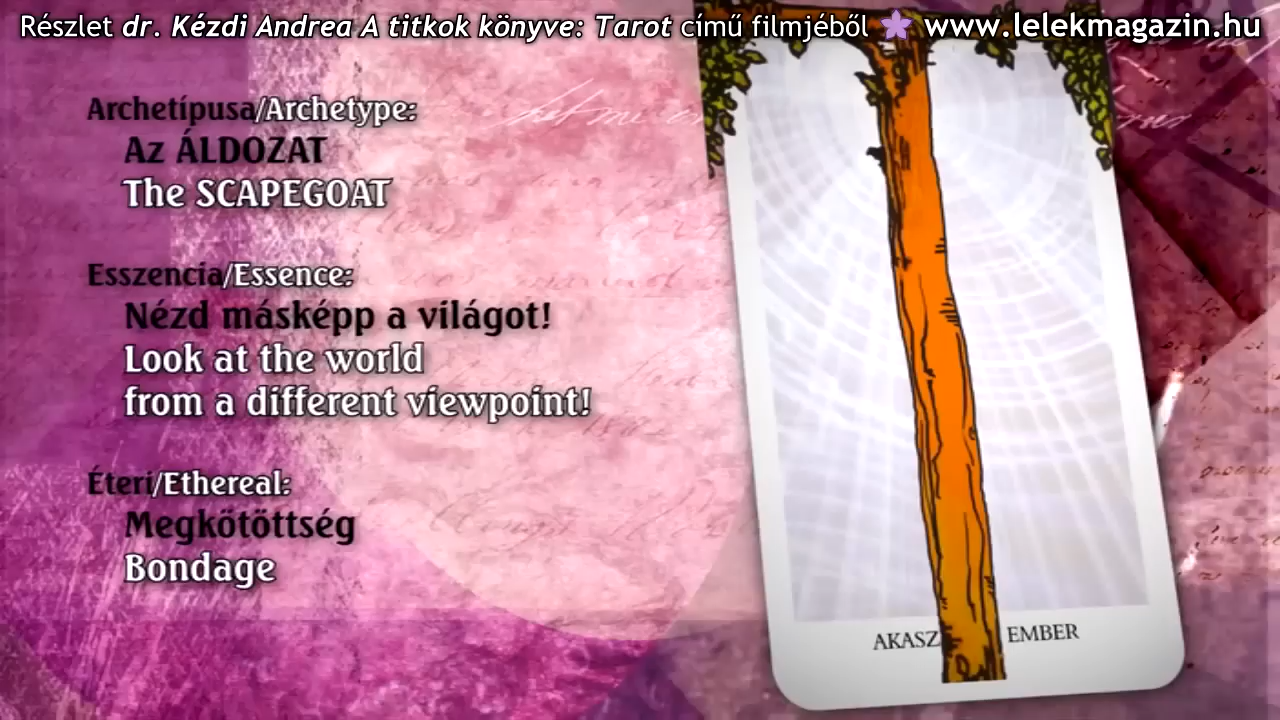 Részlet dr. Kézdi Andrea A titkok könyve: Tarot című filmjéből www.lelekmagazin.hu
Archetípusa/Archetype:
Az ÁLDOZAT
The SCAPEGOAT
Esszencia/Essence:
Nézd másképp a világot!
Look at the world
from a different viewpoint!
Éteri/Ethereal:
Megkötöttség
Bondage
AKASZ EMBER